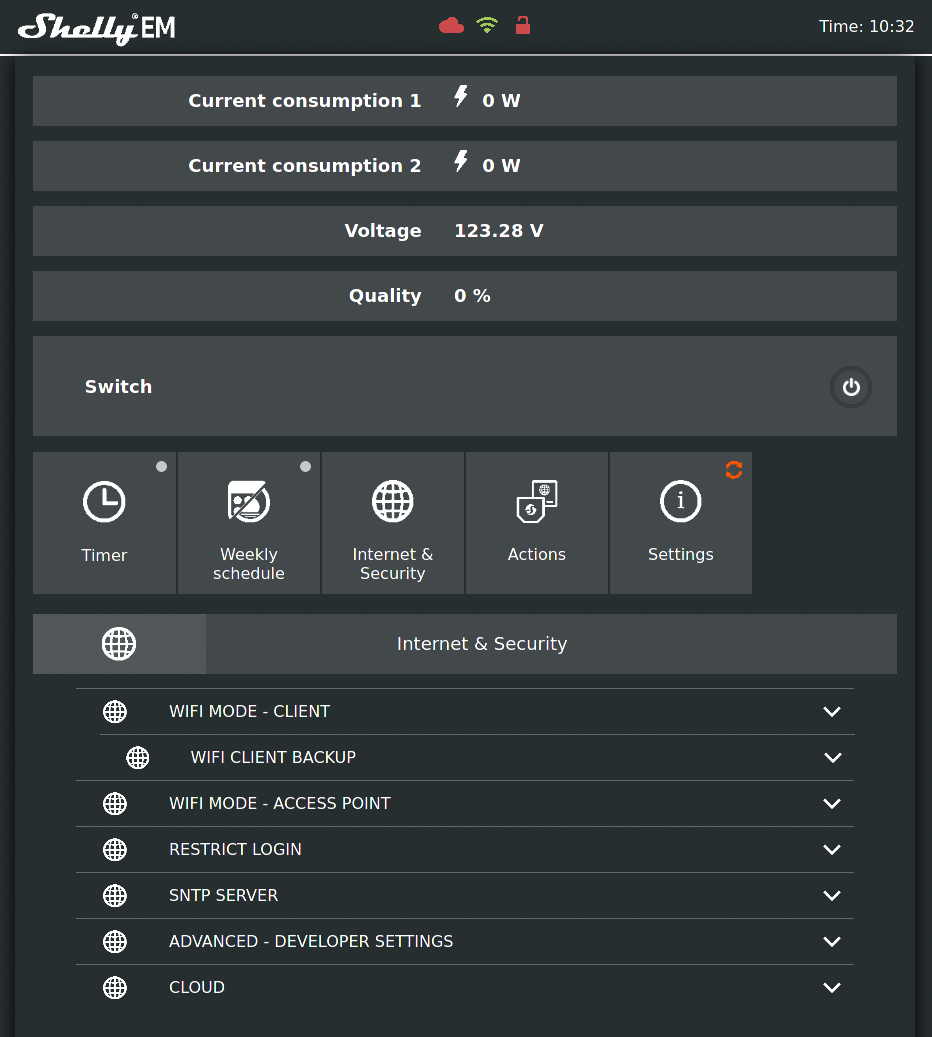 Shelly® EM
Time: 10:32
Current consumption 1 0 W
Current consumption 2 0 W
Voltage 123.28 V
Quality 0 %
Switch
Timer
Weekly
schedule
Internet &
Security
Actions
Settings
Internet & Security
WIFI MODE - CLIENT
WIFI CLIENT BACKUP
WIFI MODE - ACCESS POINT
RESTRICT LOGIN
SNTP SERVER
ADVANCED - DEVELOPER SETTINGS
CLOUD